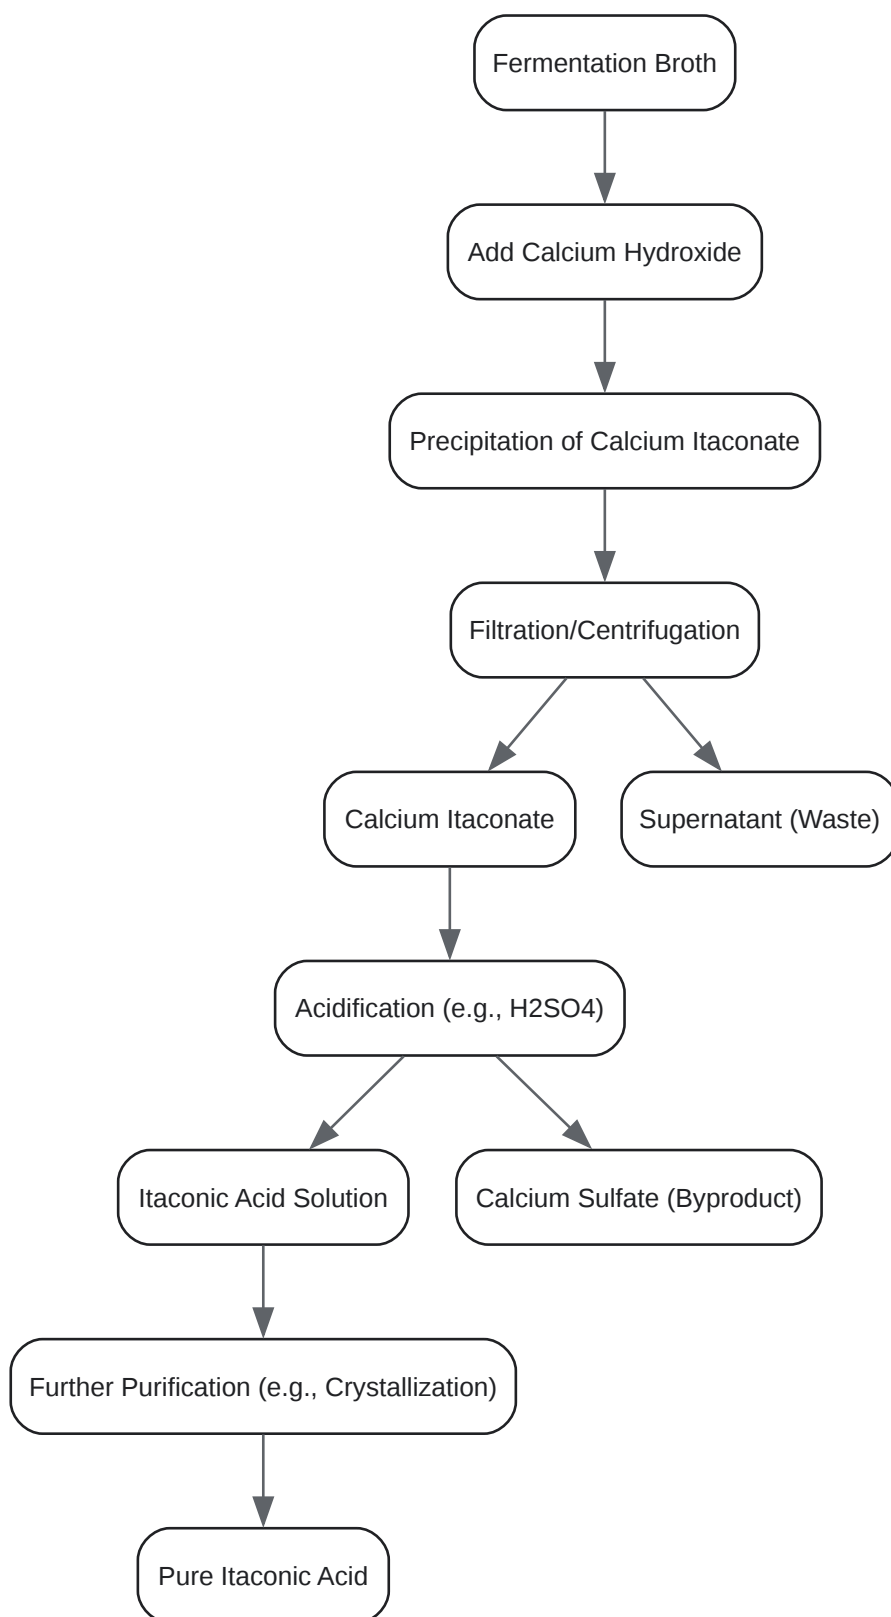 Fermentation Broth
Add Calcium Hydroxide
Precipitation of Calcium Itaconate
Filtration/Centrifugation
Calcium Itaconate
Supernatant (Waste)
Acidification (e.g., H2SO4)
Itaconic Acid Solution
Calcium Sulfate (Byproduct)
Further Purification (e.g., Crystallization)
Pure Itaconic Acid